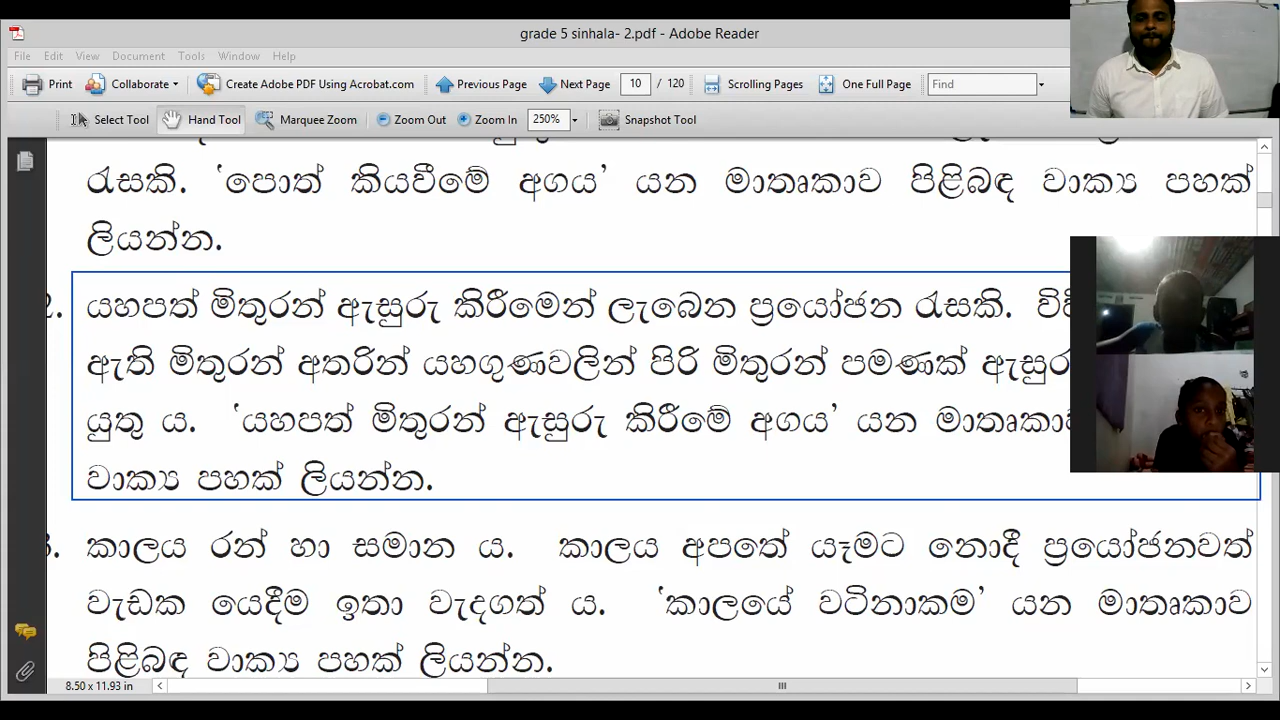 grade 5 sinhala- 2.pdf - Adobe Reader
File Edit View Document Tools Window Help
Print Collaborate Create Adobe PDF Using Acrobat.com Previous Page Next Page 10 / 120 Scrolling Pages One Full Page Find
Select Tool Hand Tool Marquee Zoom Zoom Out Zoom In 250% Snapshot Tool
රැසකි. ‘පොත් කියවීමේ අගය’ යන මාතෘකාව පිළිබඳ වාක්‍ය පහක්
ලියන්න.
2. යහපත් මිතුරන් ඇසුරු කිරීමෙන් ලැබෙන ප්‍රයෝජන රැසකි.
ඇති මිතුරන් අතරින් යහගුණවලින් පිරි මිතුරන් පමණක්
යුතු ය. ‘යහපත් මිතුරන් ඇසුරු කිරීමේ අගය’ යන
වාක්‍ය පහක් ලියන්න.
3. කාලය රන් හා සමාන ය. කාලය අපතේ යෑමට නොදී ප්‍රයෝජනවත්
වැඩක යෙදීම ඉතා වැදගත් ය. ‘කාලයේ වටිනාකම’ යන මාතෘකාව
පිළිබඳ වාක්‍ය පහක් ලියන්න.
8.50 x 11.93 in